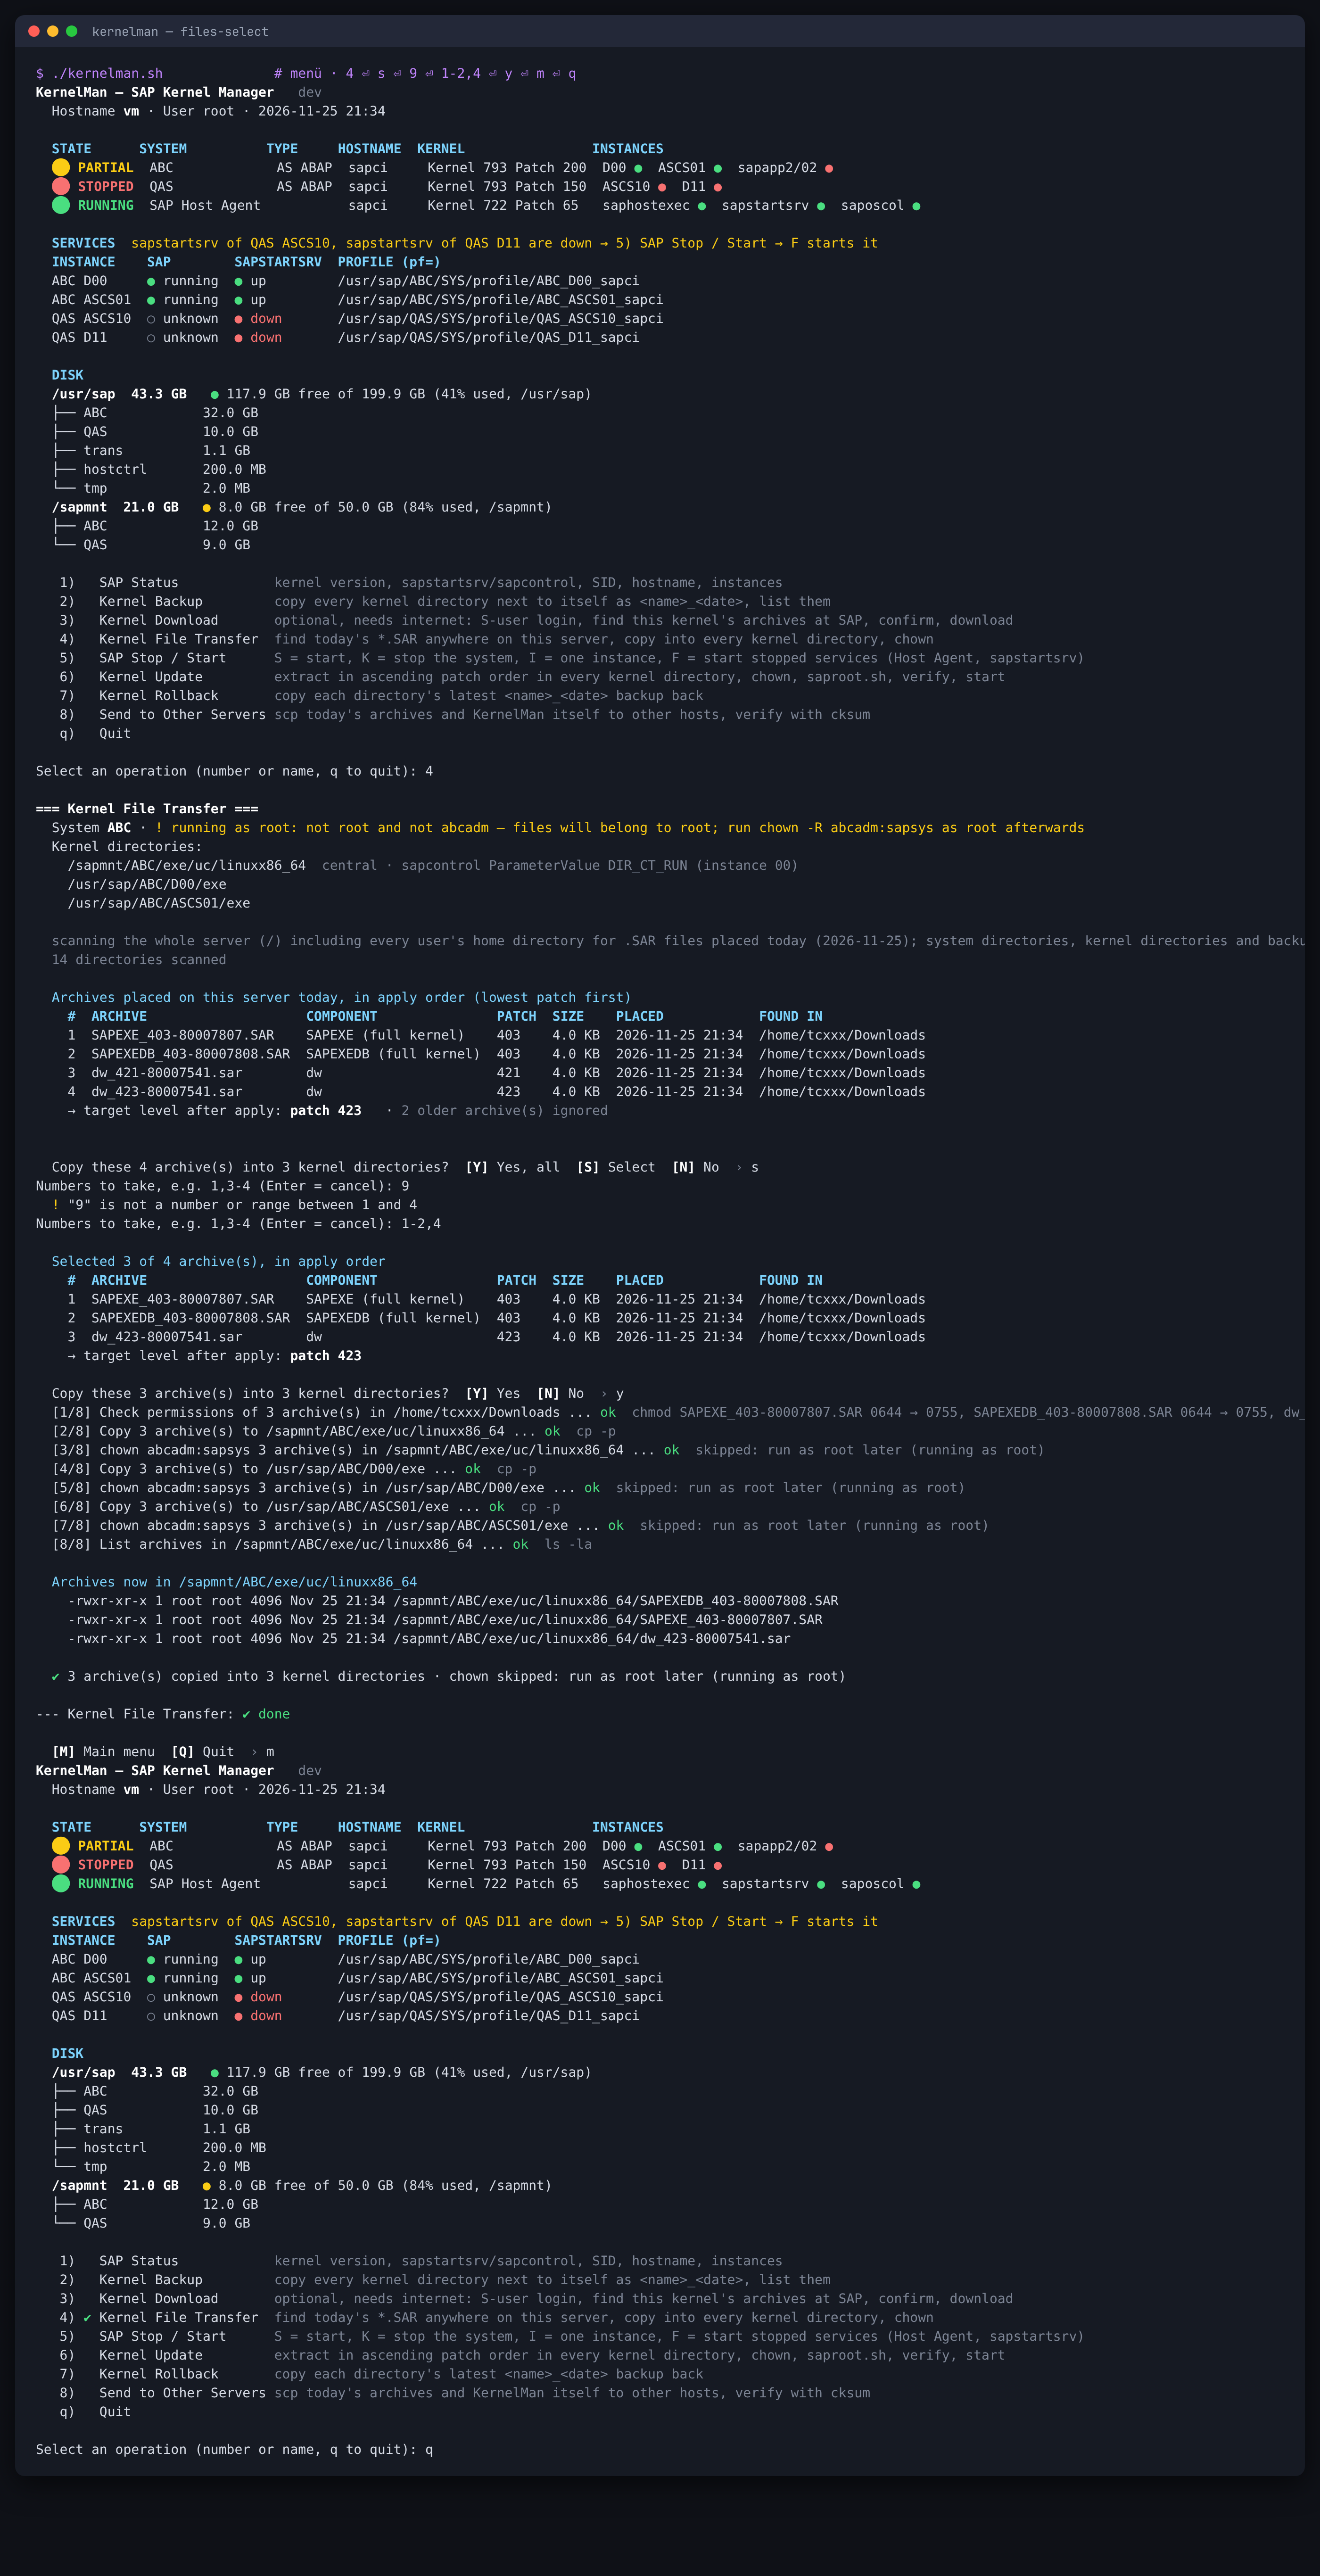 kernelman — files-select
$ ./kernelman.sh              # menü · 4 ⏎ s ⏎ 9 ⏎ 1-2,4 ⏎ y ⏎ m ⏎ q
KernelMan — SAP Kernel Manager   dev
  Hostname vm · User root · 2026-11-25 21:34
  STATE      SYSTEM          TYPE     HOSTNAME  KERNEL                INSTANCES
  ● PARTIAL  ABC             AS ABAP  sapci     Kernel 793 Patch 200  D00 ●  ASCS01 ●  sapapp2/02 ●
  ● STOPPED  QAS             AS ABAP  sapci     Kernel 793 Patch 150  ASCS10 ●  D11 ●
  ● RUNNING  SAP Host Agent           sapci     Kernel 722 Patch 65   saphostexec ●  sapstartsrv ●  saposcol ●
  SERVICES  sapstartsrv of QAS ASCS10, sapstartsrv of QAS D11 are down → 5) SAP Stop / Start → F starts it
  INSTANCE    SAP        SAPSTARTSRV  PROFILE (pf=)
  ABC D00     ● running  ● up         /usr/sap/ABC/SYS/profile/ABC_D00_sapci
  ABC ASCS01  ● running  ● up         /usr/sap/ABC/SYS/profile/ABC_ASCS01_sapci
  QAS ASCS10  ○ unknown  ● down       /usr/sap/QAS/SYS/profile/QAS_ASCS10_sapci
  QAS D11     ○ unknown  ● down       /usr/sap/QAS/SYS/profile/QAS_D11_sapci
  DISK
  /usr/sap  43.3 GB   ● 117.9 GB free of 199.9 GB (41% used, /usr/sap)
  ├── ABC            32.0 GB
  ├── QAS            10.0 GB
  ├── trans          1.1 GB
  ├── hostctrl       200.0 MB
  └── tmp            2.0 MB
  /sapmnt  21.0 GB   ● 8.0 GB free of 50.0 GB (84% used, /sapmnt)
  ├── ABC            12.0 GB
  └── QAS            9.0 GB
   1)   SAP Status            kernel version, sapstartsrv/sapcontrol, SID, hostname, instances
   2)   Kernel Backup         copy every kernel directory next to itself as <name>_<date>, list them
   3)   Kernel Download       optional, needs internet: S-user login, find this kernel's archives at SAP, confirm, download
   4)   Kernel File Transfer  find today's *.SAR anywhere on this server, copy into every kernel directory, chown
   5)   SAP Stop / Start      S = start, K = stop the system, I = one instance, F = start stopped services (Host Agent, sapstartsrv)
   6)   Kernel Update         extract in ascending patch order in every kernel directory, chown, saproot.sh, verify, start
   7)   Kernel Rollback       copy each directory's latest <name>_<date> backup back
   8)   Send to Other Servers scp today's archives and KernelMan itself to other hosts, verify with cksum
   q)   Quit
Select an operation (number or name, q to quit): 4
=== Kernel File Transfer ===
  System ABC · ! running as root: not root and not abcadm — files will belong to root; run chown -R abcadm:sapsys as root afterwards
  Kernel directories:
    /sapmnt/ABC/exe/uc/linuxx86_64  central · sapcontrol ParameterValue DIR_CT_RUN (instance 00)
    /usr/sap/ABC/D00/exe
    /usr/sap/ABC/ASCS01/exe
  scanning the whole server (/) including every user's home directory for .SAR files placed today (2026-11-25); system directories, kernel directories and backu
  14 directories scanned
  Archives placed on this server today, in apply order (lowest patch first)
    #  ARCHIVE                    COMPONENT               PATCH  SIZE    PLACED            FOUND IN
    1  SAPEXE_403-80007807.SAR    SAPEXE (full kernel)    403    4.0 KB  2026-11-25 21:34  /home/tcxxx/Downloads
    2  SAPEXEDB_403-80007808.SAR  SAPEXEDB (full kernel)  403    4.0 KB  2026-11-25 21:34  /home/tcxxx/Downloads
    3  dw_421-80007541.sar        dw                      421    4.0 KB  2026-11-25 21:34  /home/tcxxx/Downloads
    4  dw_423-80007541.sar        dw                      423    4.0 KB  2026-11-25 21:34  /home/tcxxx/Downloads
    → target level after apply: patch 423   · 2 older archive(s) ignored
  Copy these 4 archive(s) into 3 kernel directories?  [Y] Yes, all  [S] Select  [N] No  › s
Numbers to take, e.g. 1,3-4 (Enter = cancel): 9
  ! "9" is not a number or range between 1 and 4
Numbers to take, e.g. 1,3-4 (Enter = cancel): 1-2,4
  Selected 3 of 4 archive(s), in apply order
    #  ARCHIVE                    COMPONENT               PATCH  SIZE    PLACED            FOUND IN
    1  SAPEXE_403-80007807.SAR    SAPEXE (full kernel)    403    4.0 KB  2026-11-25 21:34  /home/tcxxx/Downloads
    2  SAPEXEDB_403-80007808.SAR  SAPEXEDB (full kernel)  403    4.0 KB  2026-11-25 21:34  /home/tcxxx/Downloads
    3  dw_423-80007541.sar        dw                      423    4.0 KB  2026-11-25 21:34  /home/tcxxx/Downloads
    → target level after apply: patch 423
  Copy these 3 archive(s) into 3 kernel directories?  [Y] Yes  [N] No  › y
  [1/8] Check permissions of 3 archive(s) in /home/tcxxx/Downloads ... ok  chmod SAPEXE_403-80007807.SAR 0644 → 0755, SAPEXEDB_403-80007808.SAR 0644 → 0755, dw_
  [2/8] Copy 3 archive(s) to /sapmnt/ABC/exe/uc/linuxx86_64 ... ok  cp -p
  [3/8] chown abcadm:sapsys 3 archive(s) in /sapmnt/ABC/exe/uc/linuxx86_64 ... ok  skipped: run as root later (running as root)
  [4/8] Copy 3 archive(s) to /usr/sap/ABC/D00/exe ... ok  cp -p
  [5/8] chown abcadm:sapsys 3 archive(s) in /usr/sap/ABC/D00/exe ... ok  skipped: run as root later (running as root)
  [6/8] Copy 3 archive(s) to /usr/sap/ABC/ASCS01/exe ... ok  cp -p
  [7/8] chown abcadm:sapsys 3 archive(s) in /usr/sap/ABC/ASCS01/exe ... ok  skipped: run as root later (running as root)
  [8/8] List archives in /sapmnt/ABC/exe/uc/linuxx86_64 ... ok  ls -la
  Archives now in /sapmnt/ABC/exe/uc/linuxx86_64
    -rwxr-xr-x 1 root root 4096 Nov 25 21:34 /sapmnt/ABC/exe/uc/linuxx86_64/SAPEXEDB_403-80007808.SAR
    -rwxr-xr-x 1 root root 4096 Nov 25 21:34 /sapmnt/ABC/exe/uc/linuxx86_64/SAPEXE_403-80007807.SAR
    -rwxr-xr-x 1 root root 4096 Nov 25 21:34 /sapmnt/ABC/exe/uc/linuxx86_64/dw_423-80007541.sar
  ✔ 3 archive(s) copied into 3 kernel directories · chown skipped: run as root later (running as root)
--- Kernel File Transfer: ✔ done
  [M] Main menu  [Q] Quit  › m
KernelMan — SAP Kernel Manager   dev
  Hostname vm · User root · 2026-11-25 21:34
  STATE      SYSTEM          TYPE     HOSTNAME  KERNEL                INSTANCES
  ● PARTIAL  ABC             AS ABAP  sapci     Kernel 793 Patch 200  D00 ●  ASCS01 ●  sapapp2/02 ●
  ● STOPPED  QAS             AS ABAP  sapci     Kernel 793 Patch 150  ASCS10 ●  D11 ●
  ● RUNNING  SAP Host Agent           sapci     Kernel 722 Patch 65   saphostexec ●  sapstartsrv ●  saposcol ●
  SERVICES  sapstartsrv of QAS ASCS10, sapstartsrv of QAS D11 are down → 5) SAP Stop / Start → F starts it
  INSTANCE    SAP        SAPSTARTSRV  PROFILE (pf=)
  ABC D00     ● running  ● up         /usr/sap/ABC/SYS/profile/ABC_D00_sapci
  ABC ASCS01  ● running  ● up         /usr/sap/ABC/SYS/profile/ABC_ASCS01_sapci
  QAS ASCS10  ○ unknown  ● down       /usr/sap/QAS/SYS/profile/QAS_ASCS10_sapci
  QAS D11     ○ unknown  ● down       /usr/sap/QAS/SYS/profile/QAS_D11_sapci
  DISK
  /usr/sap  43.3 GB   ● 117.9 GB free of 199.9 GB (41% used, /usr/sap)
  ├── ABC            32.0 GB
  ├── QAS            10.0 GB
  ├── trans          1.1 GB
  ├── hostctrl       200.0 MB
  └── tmp            2.0 MB
  /sapmnt  21.0 GB   ● 8.0 GB free of 50.0 GB (84% used, /sapmnt)
  ├── ABC            12.0 GB
  └── QAS            9.0 GB
   1)   SAP Status            kernel version, sapstartsrv/sapcontrol, SID, hostname, instances
   2)   Kernel Backup         copy every kernel directory next to itself as <name>_<date>, list them
   3)   Kernel Download       optional, needs internet: S-user login, find this kernel's archives at SAP, confirm, download
   4) ✔ Kernel File Transfer  find today's *.SAR anywhere on this server, copy into every kernel directory, chown
   5)   SAP Stop / Start      S = start, K = stop the system, I = one instance, F = start stopped services (Host Agent, sapstartsrv)
   6)   Kernel Update         extract in ascending patch order in every kernel directory, chown, saproot.sh, verify, start
   7)   Kernel Rollback       copy each directory's latest <name>_<date> backup back
   8)   Send to Other Servers scp today's archives and KernelMan itself to other hosts, verify with cksum
   q)   Quit
Select an operation (number or name, q to quit): q